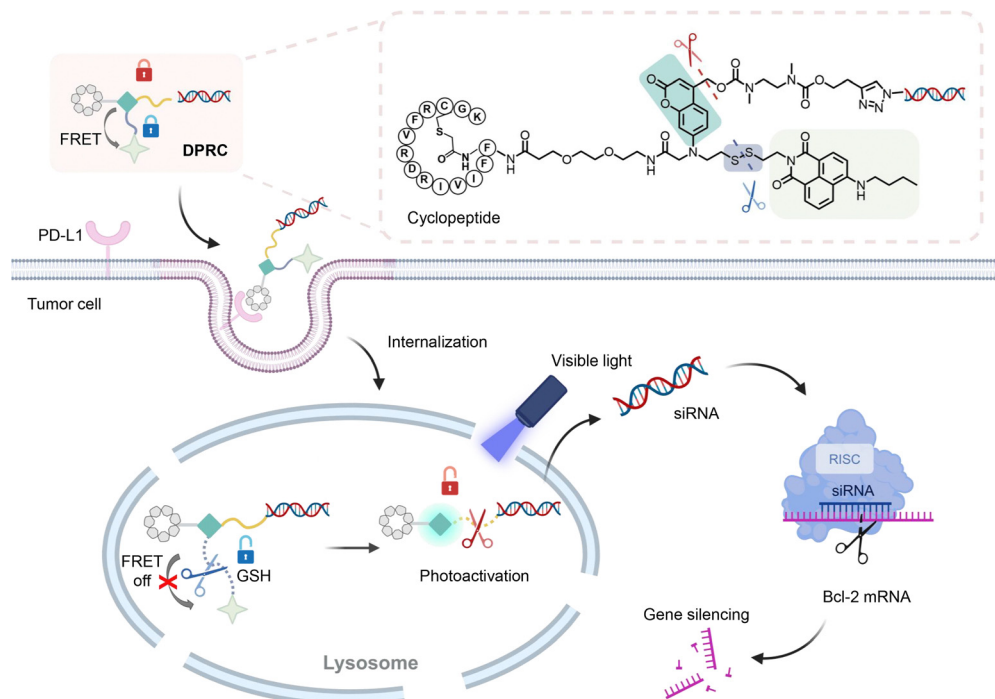 FRET
DPRC
PD-L1
Tumor cell
K
G
C
R
F
V
R
D
R
I
V
I
F
F
S
O
N
H
H
N
O
O
O
N
H
O
N
S
S
N
O
O
N
H
O
O
O
O
N
N
O
O
N
N
N
Cyclopeptide
Internalization
Visible light
siRNA
RISC
siRNA
Bcl-2 mRNA
Gene silencing
FRET
off
GSH
Photoactivation
Lysosome